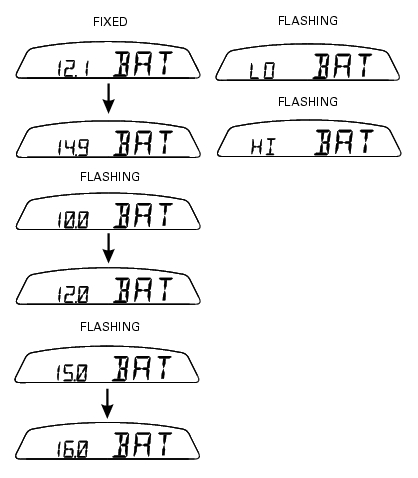 FIXED
12.1 BAT
14.9 BAT
FLASHING
10.0 BAT
12.0 BAT
FLASHING
15.0 BAT
16.0 BAT
FLASHING
LO BAT
FLASHING
HI BAT